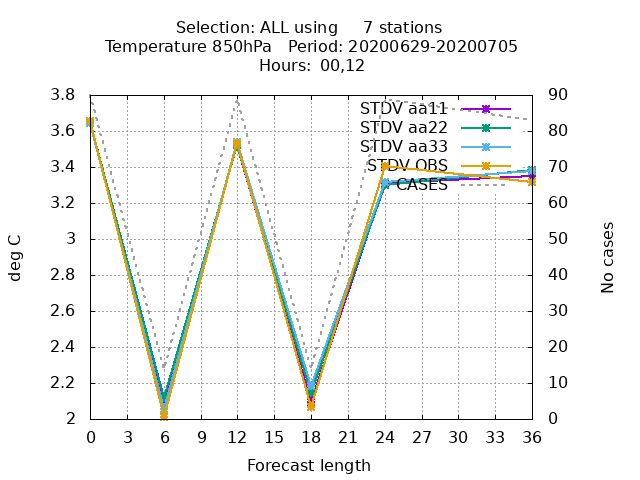 Selection: ALL using     7 stations
Temperature 850hPa   Period: 20200629-20200705
Hours:  00,12
3.8
3.6
3.4
3.2
3
2.8
2.6
2.4
2.2
2
deg C
STDV aa11
STDV aa22
STDV aa33
STDV OBS
CASES
90
80
70
60
50
40
30
20
10
0
No cases
0 3 6 9 12 15 18 21 24 27 30 33 36
Forecast length